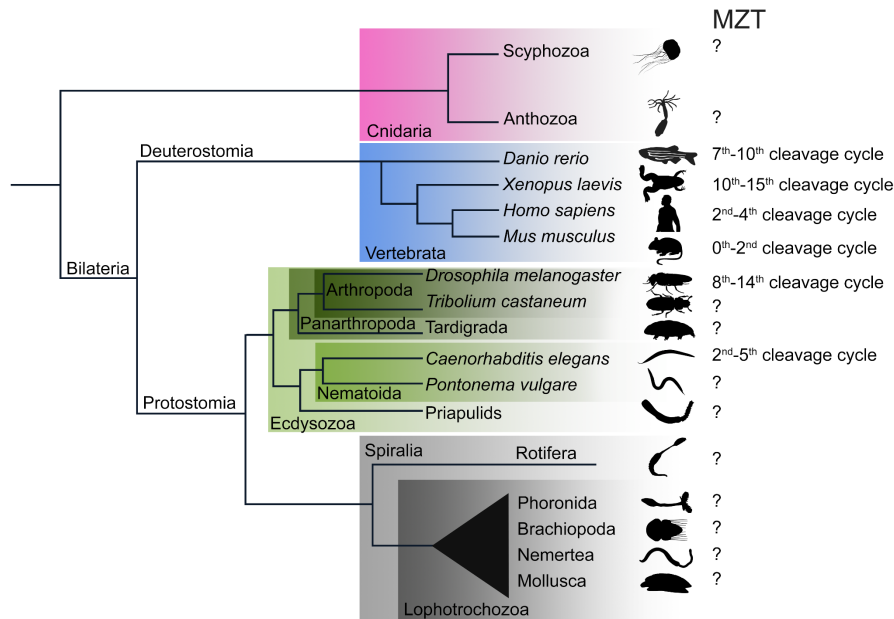 MZT
Scyphozoa ?
Anthozoa ?
Cnidaria
Deuterostomia
Danio rerio 7th-10th cleavage cycle
Xenopus laevis 10th-15th cleavage cycle
Homo sapiens 2nd-4th cleavage cycle
Mus musculus 0th-2nd cleavage cycle
Vertebrata
Bilateria
Drosophila melanogaster 8th-14th cleavage cycle
Arthropoda
Tribolium castaneum ?
Panarthropoda
Tardigrada ?
Caenorhabditis elegans 2nd-5th cleavage cycle
Pontonema vulgare ?
Nematoida
Protostomia
Priapulids ?
Ecdysozoa
Spiralia
Rotifera ?
Phoronida ?
Brachiopoda ?
Nemertea ?
Mollusca ?
Lophotrochozoa